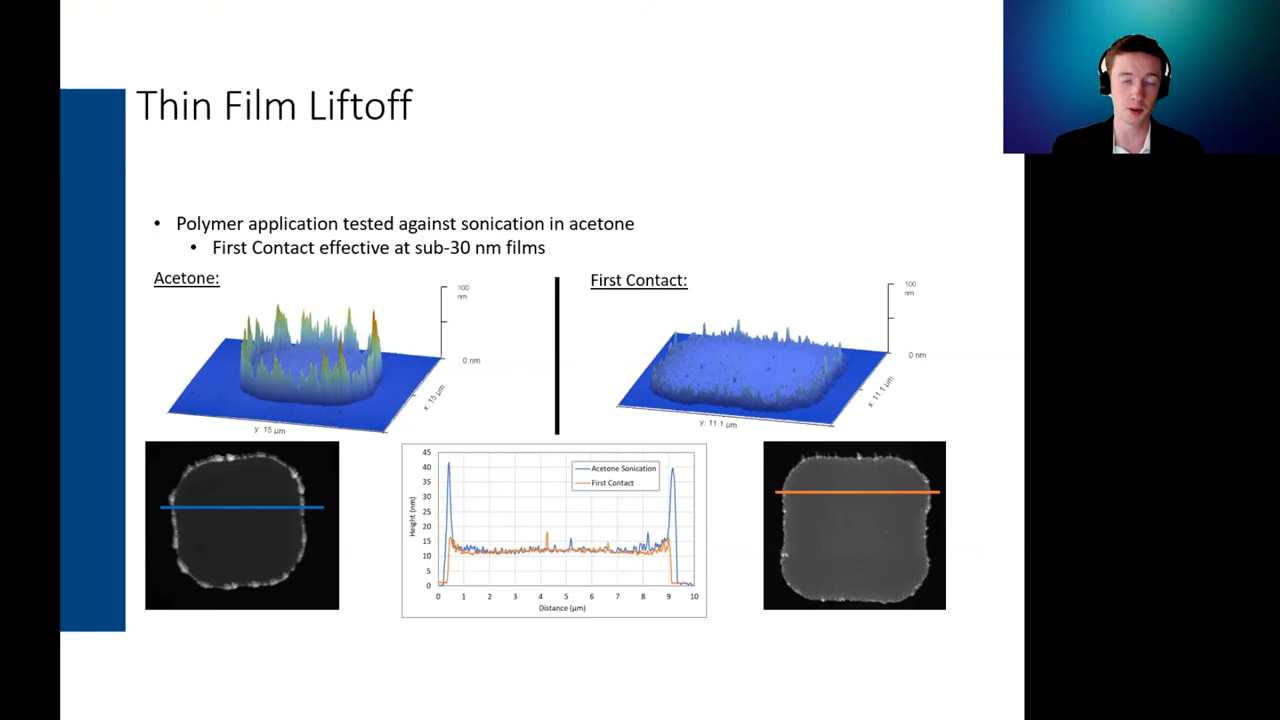 Thin Film Liftoff
• Polymer application tested against sonication in acetone
• First Contact effective at sub-30 nm films
Acetone:
100
nm
0 nm
x: 15 µm
y: 15 µm
First Contact:
100
nm
0 nm
x: 11.1 µm
y: 11.1 µm
45
40
35
30
25
20
15
10
5
0
Height (nm)
Acetone Sonication
First Contact
0 1 2 3 4 5 6 7 8 9 10
Distance (µm)